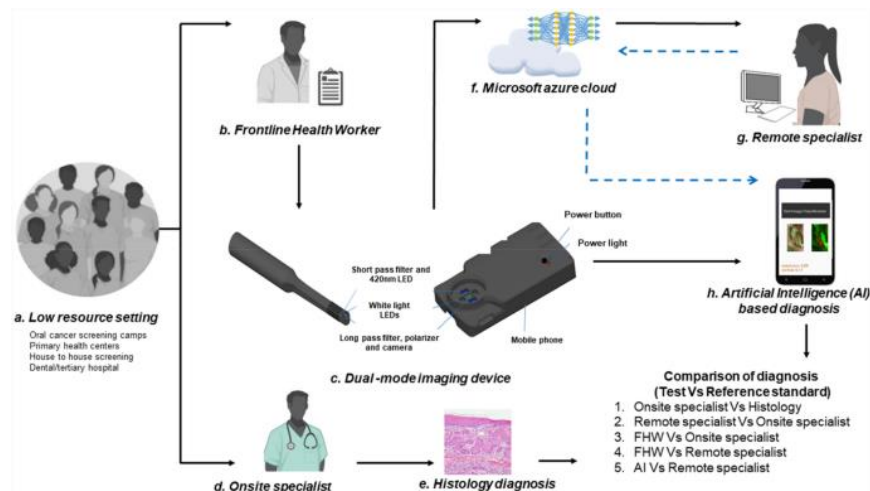 f. Microsoft azure cloud
b. Frontline Health Worker
g. Remote specialist
Power button
Power light
Short pass filter and
420nm LED
White light
LEDs
Long pass filter, polarizer
and camera
Mobile phone
c. Dual-mode imaging device
a. Low resource setting
Oral cancer screening camps
Primary health centers
House to house screening
Dental/tertiary hospital
h. Artificial Intelligence (AI)
based diagnosis
Comparison of diagnosis
(Test Vs Reference standard)
1. Onsite specialist Vs Histology
2. Remote specialist Vs Onsite specialist
3. FHW Vs Onsite specialist
4. FHW Vs Remote specialist
5. AI Vs Remote specialist
d. Onsite specialist
e. Histology diagnosis